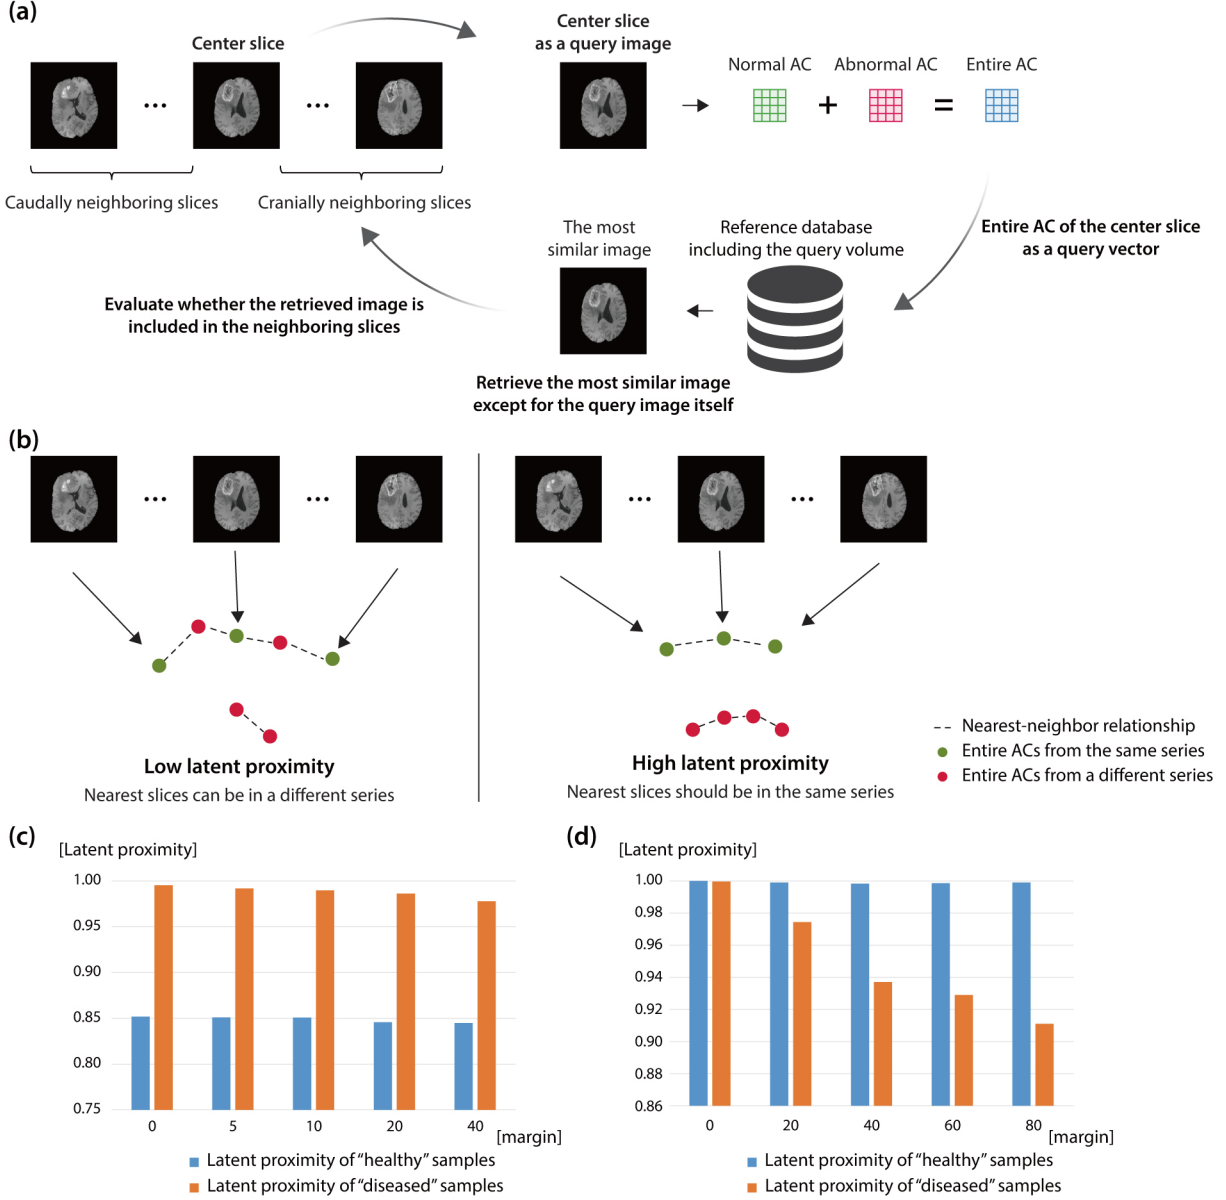 (a)
Center slice
Center slice
as a query image
Normal AC
Abnormal AC
Entire AC
+
=
Caudally neighboring slices
Cranially neighboring slices
The most
similar image
Reference database
including the query volume
Entire AC of the center slice
as a query vector
Evaluate whether the retrieved image is
included in the neighboring slices
Retrieve the most similar image
except for the query image itself
(b)
Low latent proximity
Nearest slices can be in a different series
High latent proximity
Nearest slices should be in the same series
Nearest-neighbor relationship
Entire ACs from the same series
Entire ACs from a different series
(c)
[Latent proximity]
1.00
0.95
0.90
0.85
0.80
0.75
0 5 10 20 40
[margin]
Latent proximity of “healthy” samples
Latent proximity of “diseased” samples
(d)
[Latent proximity]
1.00
0.98
0.96
0.94
0.92
0.90
0.88
0.86
0 20 40 60 80
[margin]
Latent proximity of “healthy” samples
Latent proximity of “diseased” samples